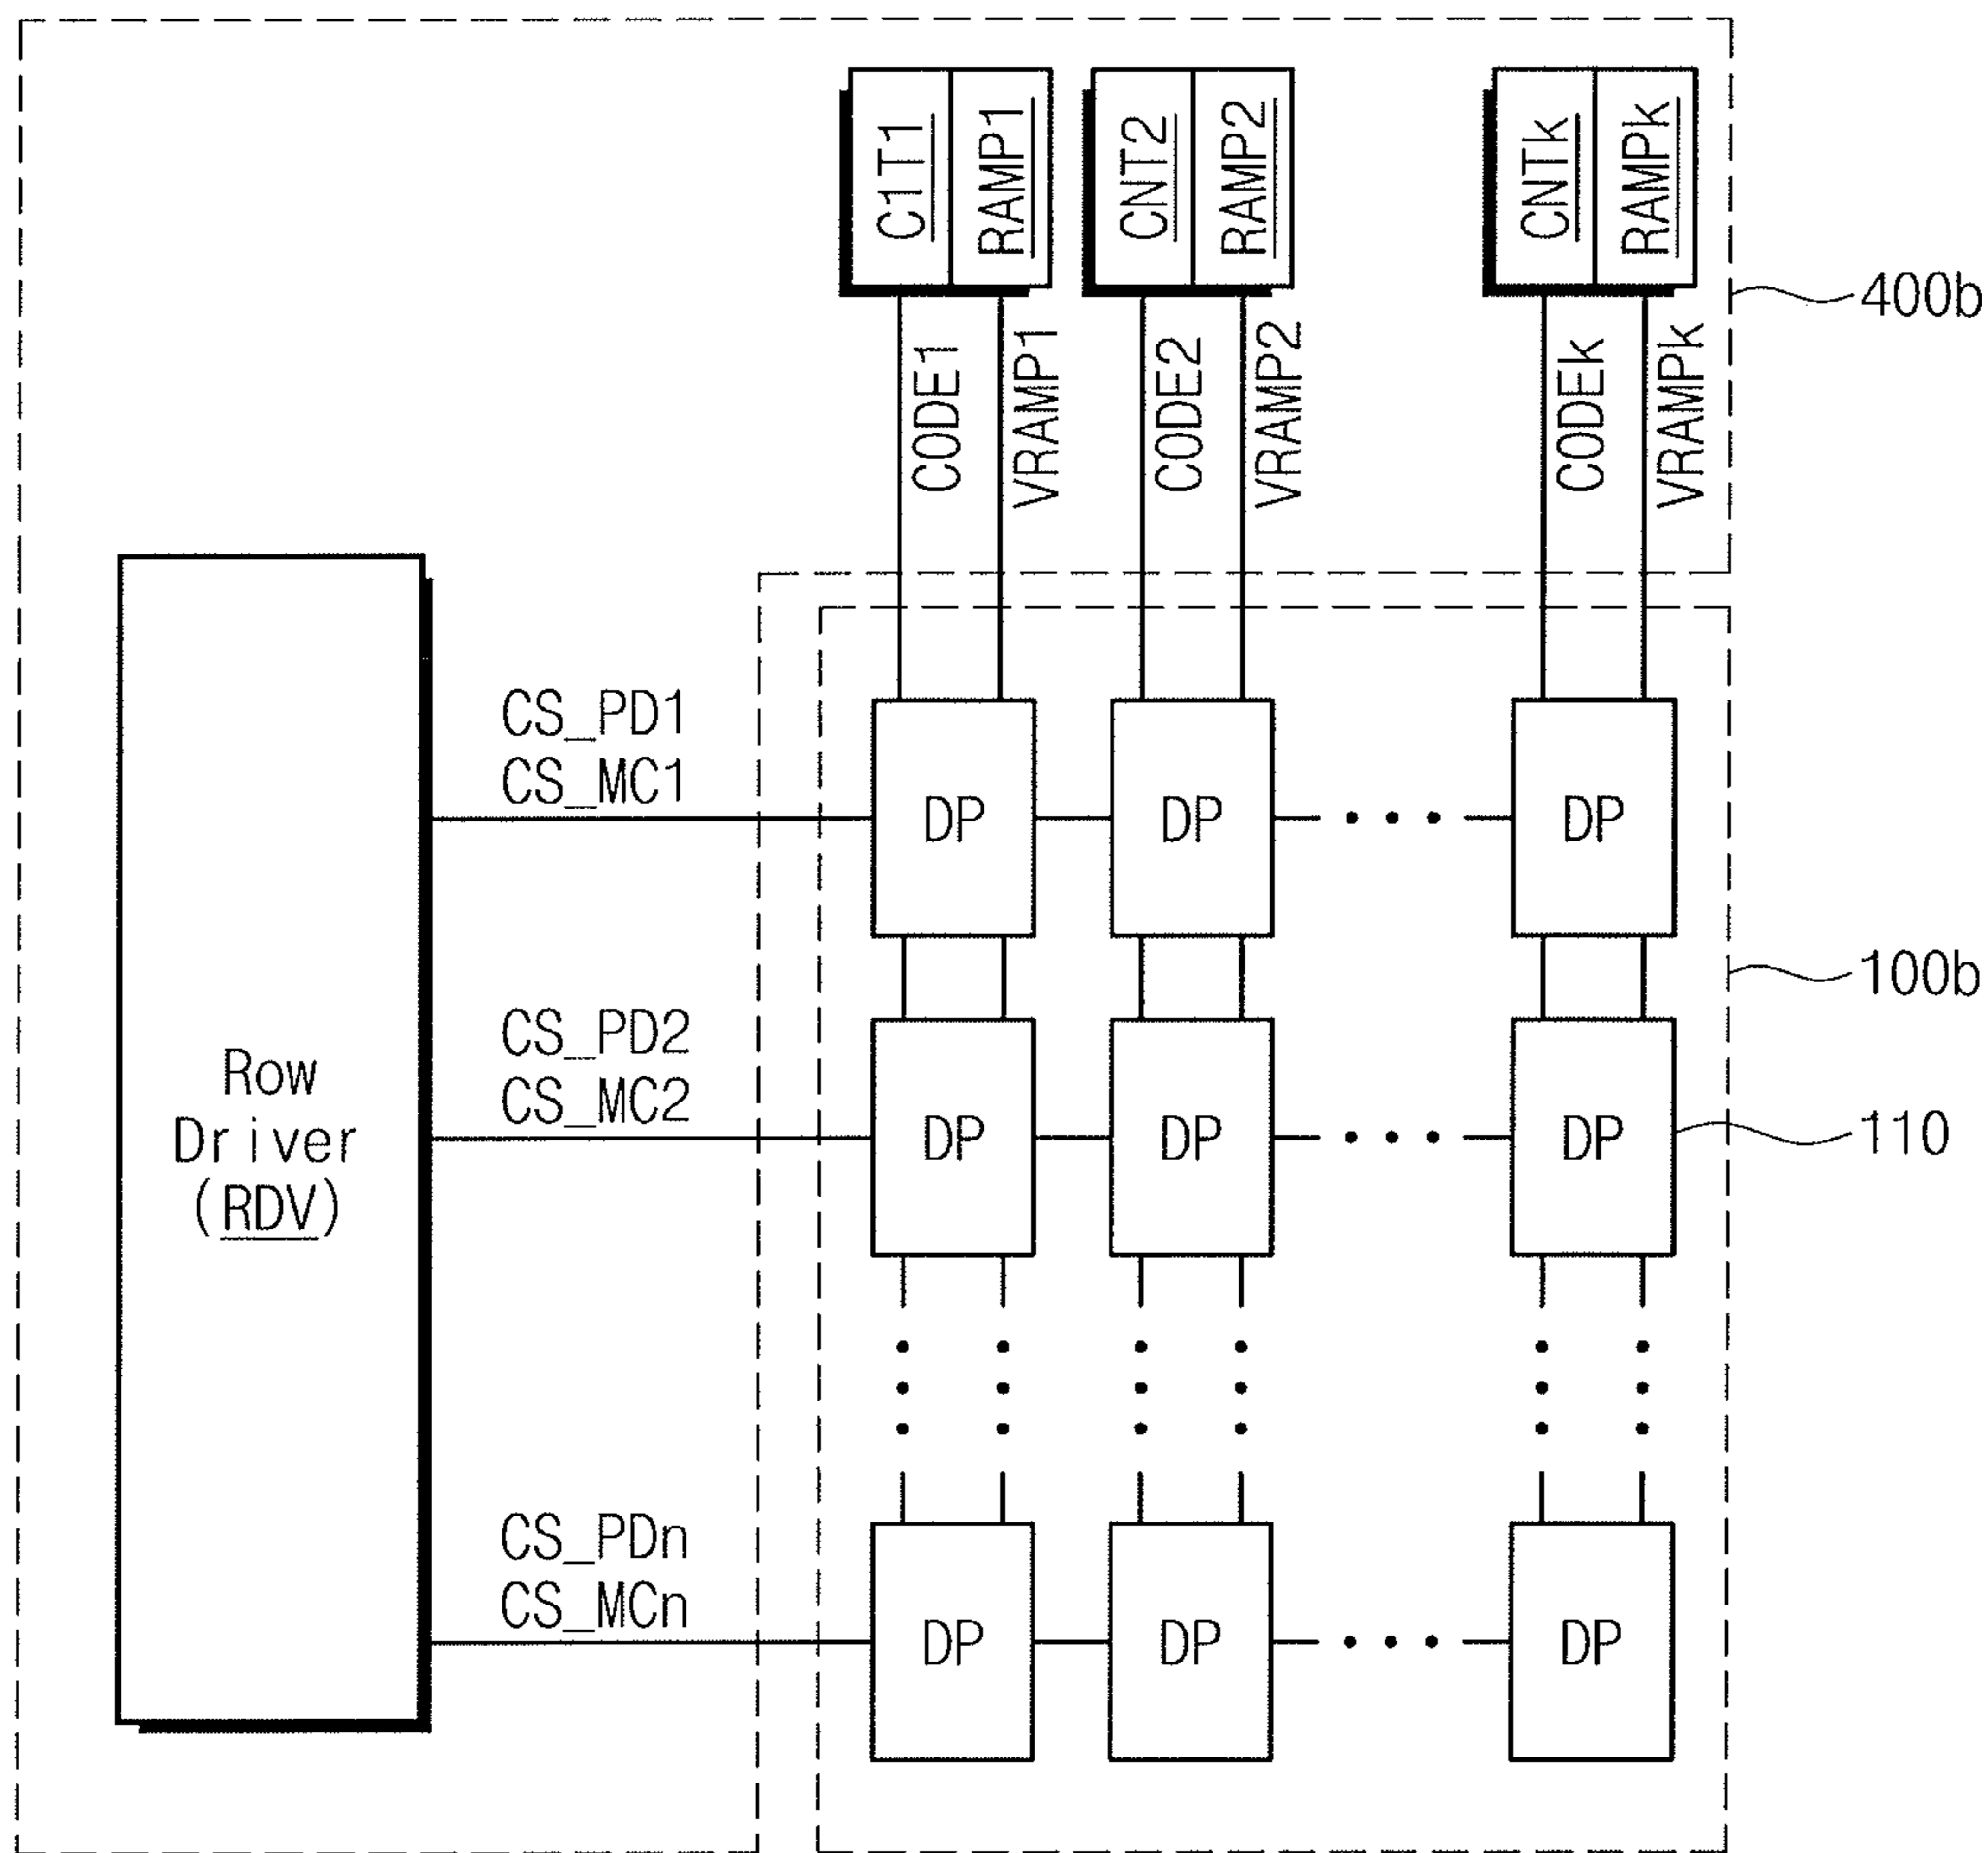 C1T1
RAMP1
CNT2
RAMP2
CNTk
RAMPk
400b
CODE1
VRAMP1
CODE2
VRAMP2
CODEk
VRAMPk
CS_PD1
CS_MC1
DP
DP
DP
100b
CS_PD2
CS_MC2
DP
DP
DP
110
Row
Driver
(RDV)
CS_PDn
CS_MCn
DP
DP
DP